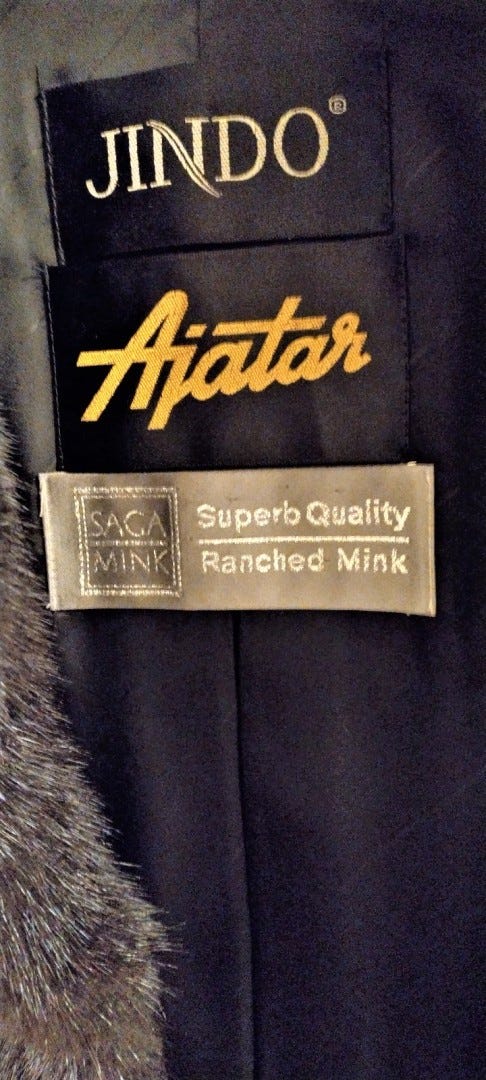 JINDO®
Ajatar
SAGA
MINK
Superb Quality
Ranched Mink